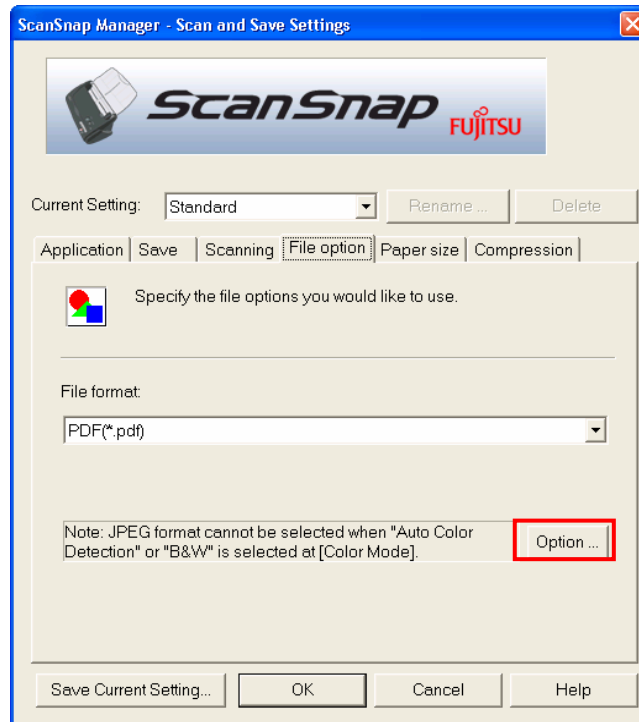 ScanSnap Manager - Scan and Save Settings
ScanSnap
FUJITSU
Current Setting: Standard Rename ... Delete
Application Save Scanning File option Paper size Compression
Specify the file options you would like to use.
File format:
PDF(*.pdf)
Note: JPEG format cannot be selected when "Auto Color
Detection" or "B&W" is selected at [Color Mode].
Option ...
Save Current Setting... OK Cancel Help